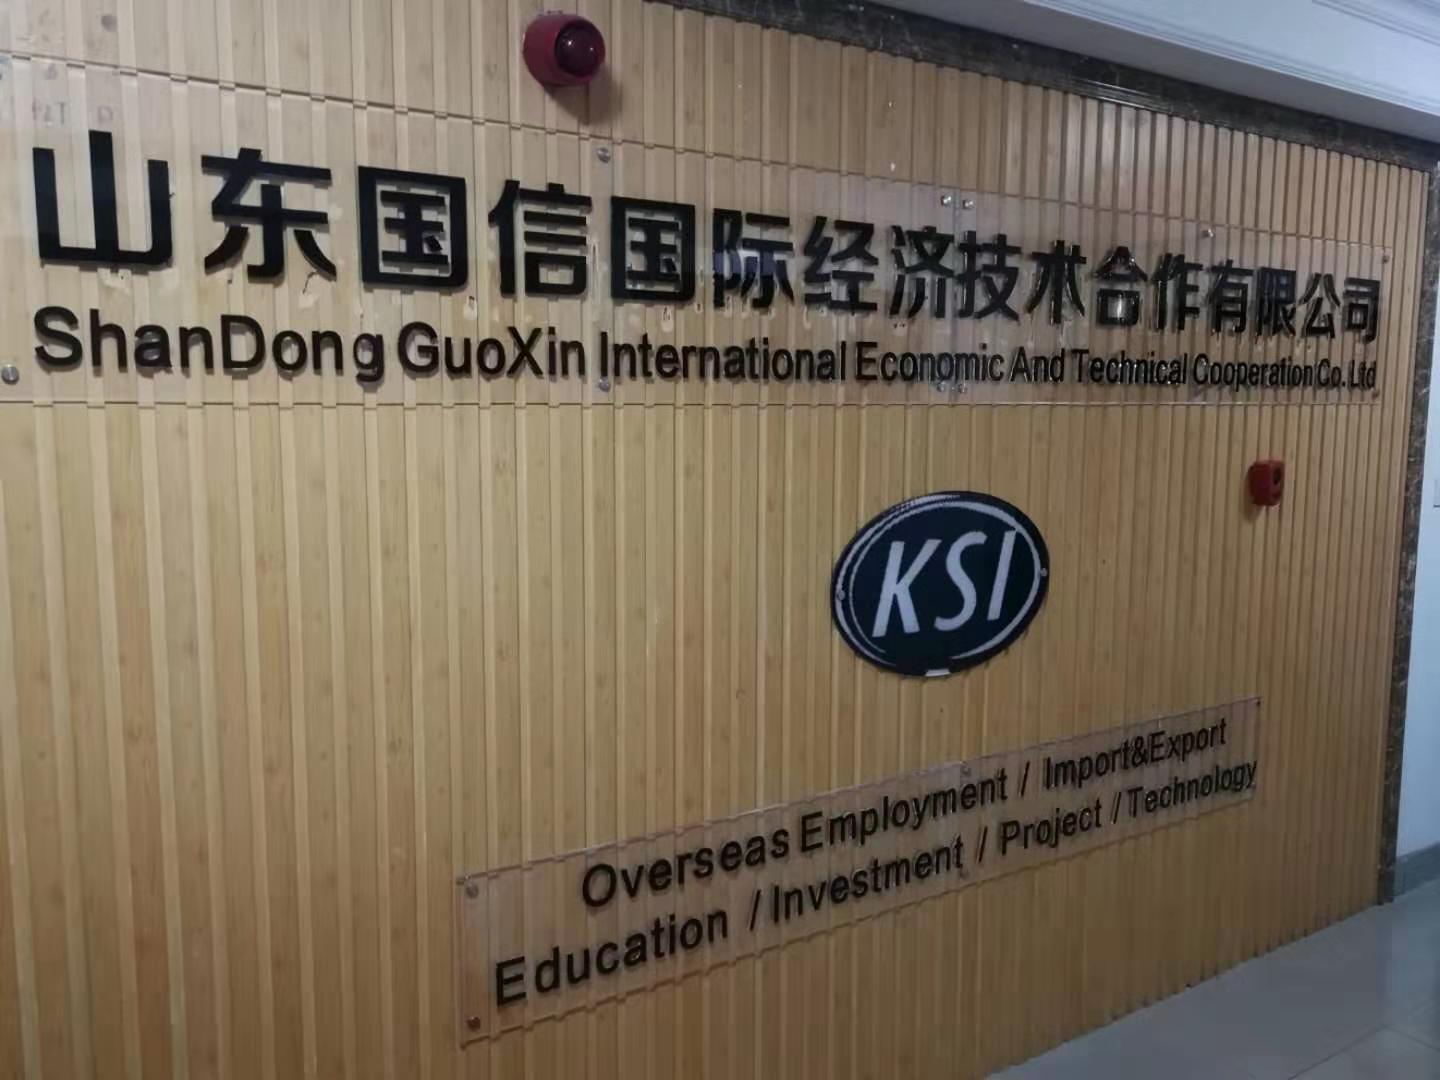 山东国信国际经济技术合作有限公司
ShanDong GuoXin International Economic And Technical Cooperation Co. Ltd
KSI
Overseas Employment / Import&Export
Education / Investment / Project / Technology